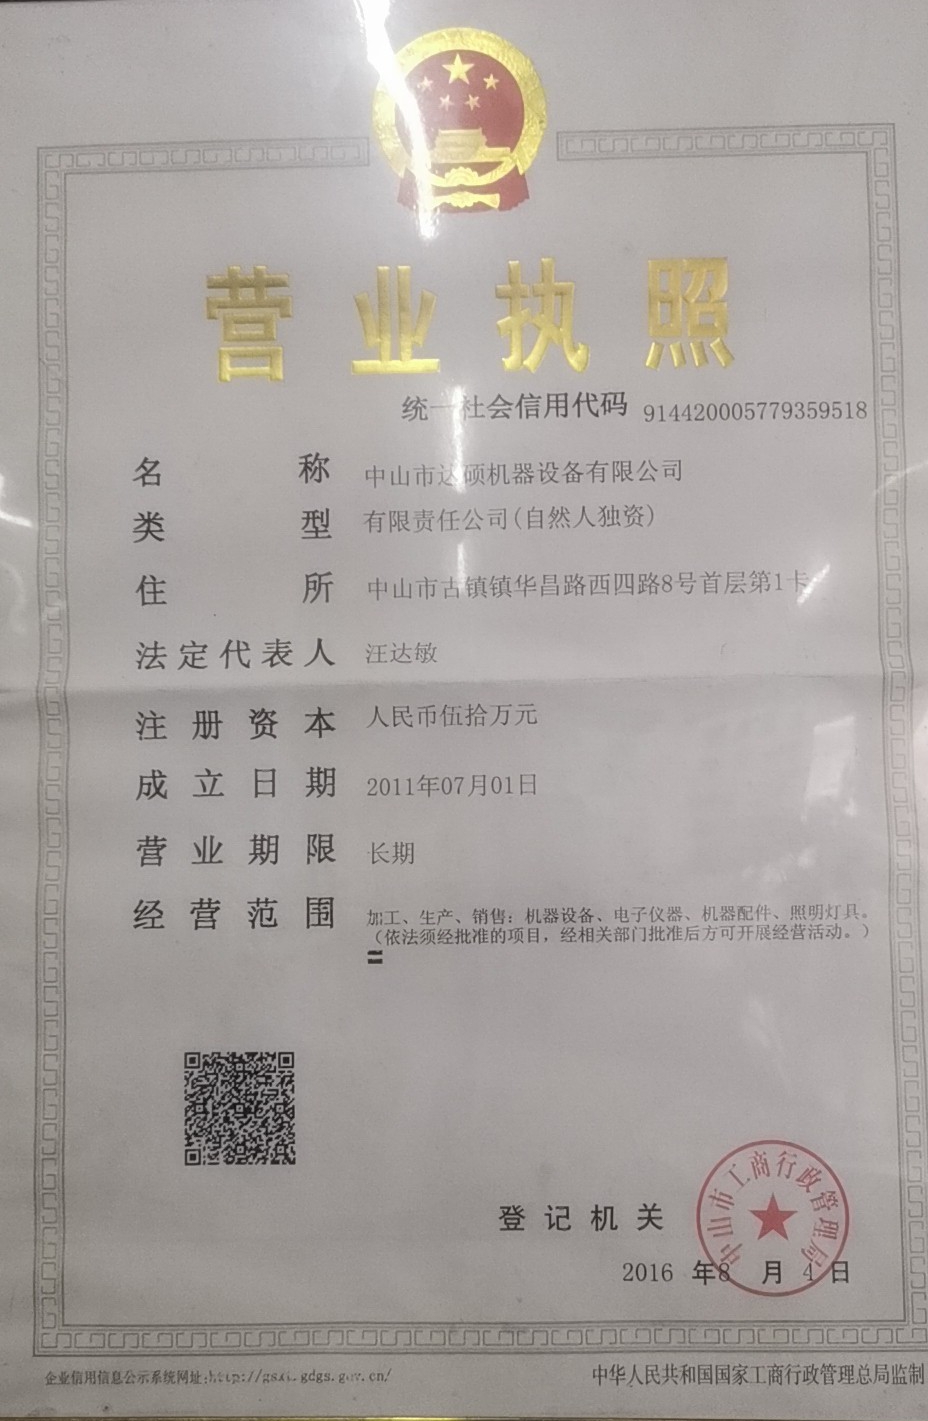 营业执照
统一社会信用代码 914420005779359518
名称 中山市达硕机器设备有限公司
类型 有限责任公司(自然人独资)
住所 中山市古镇镇华昌路西四路8号首层第1卡
法定代表人 汪达敏
注册资本 人民币伍拾万元
成立日期 2011年07月01日
营业期限 长期
经营范围 加工、生产、销售：机器设备、电子仪器、机器配件、照明灯具。
（依法须经批准的项目，经相关部门批准后方可开展经营活动。）
中山市工商行政管理局
登记机关
2016 年8 月 4 日
企业信用信息公示系统网址:http://gsxt.gdgs.gov.cn/
中华人民共和国国家工商行政管理总局监制